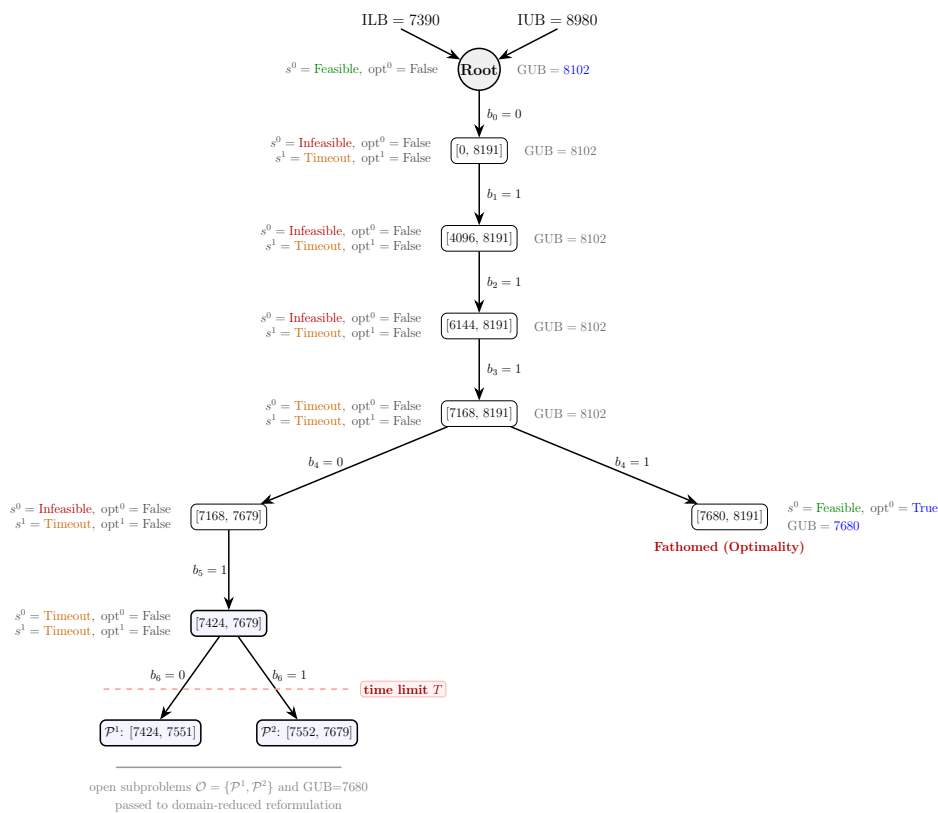 ILB = 7390
IUB = 8980
s⁰ = Feasible, opt⁰ = False
Root
GUB = 8102
b₀ = 0
s⁰ = Infeasible, opt⁰ = False
s¹ = Timeout, opt¹ = False
[0, 8191]
GUB = 8102
b₁ = 1
s⁰ = Infeasible, opt⁰ = False
s¹ = Timeout, opt¹ = False
[4096, 8191]
GUB = 8102
b₂ = 1
s⁰ = Infeasible, opt⁰ = False
s¹ = Timeout, opt¹ = False
[6144, 8191]
GUB = 8102
b₃ = 1
s⁰ = Timeout, opt⁰ = False
s¹ = Timeout, opt¹ = False
[7168, 8191]
GUB = 8102
b₄ = 0
b₄ = 1
s⁰ = Infeasible, opt⁰ = False
s¹ = Timeout, opt¹ = False
[7168, 7679]
[7680, 8191]
s⁰ = Feasible, opt⁰ = True
GUB = 7680
Fathomed (Optimality)
b₅ = 1
s⁰ = Timeout, opt⁰ = False
s¹ = Timeout, opt¹ = False
[7424, 7679]
b₆ = 0
b₆ = 1
time limit T
𝒫¹: [7424, 7551]
𝒫²: [7552, 7679]
open subproblems 𝒪 = {𝒫¹, 𝒫²} and GUB=7680
passed to domain-reduced reformulation